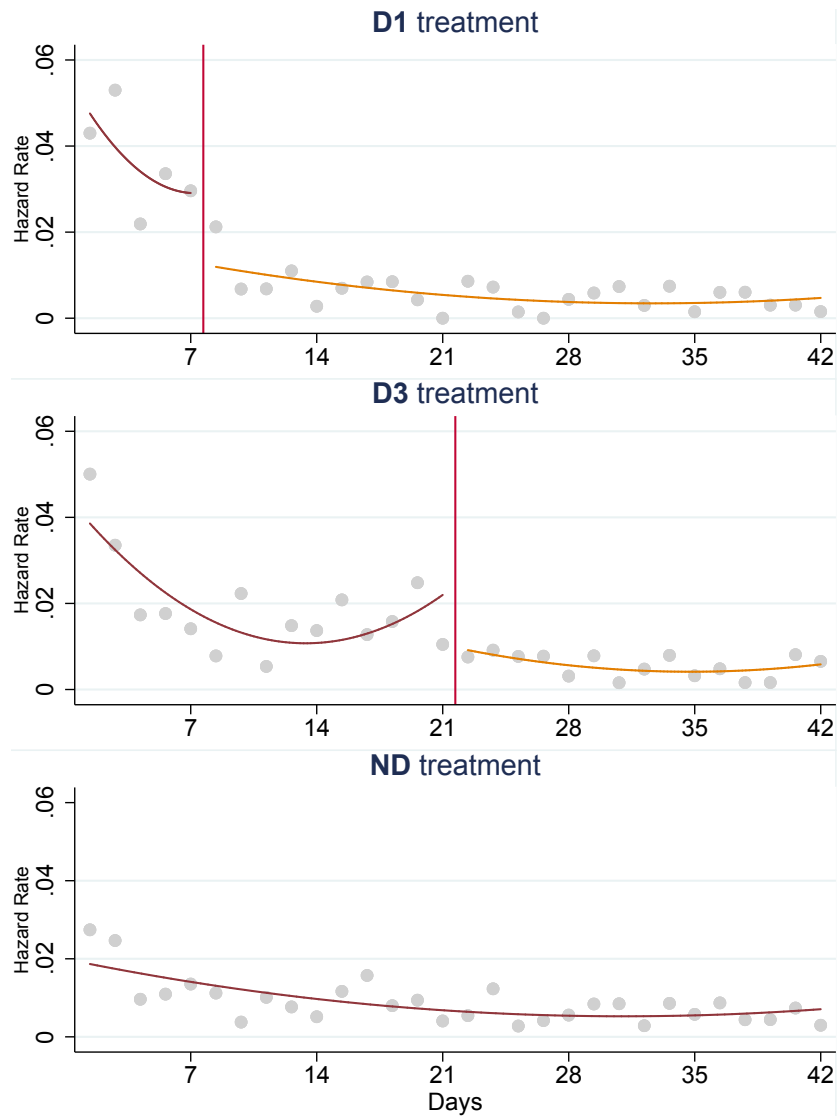 D1 treatment
Hazard Rate
.06
.04
.02
0
7 14 21 28 35 42
D3 treatment
Hazard Rate
.06
.04
.02
0
7 14 21 28 35 42
ND treatment
Hazard Rate
.06
.04
.02
0
7 14 21 28 35 42
Days